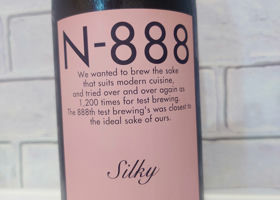 N-888
We wanted to brew the sake
that suits modern cuisine,
and tried over and over again as
1,200 times for test brewing.
The 888th test brewing's was closest to
the ideal sake of ours.
Silky